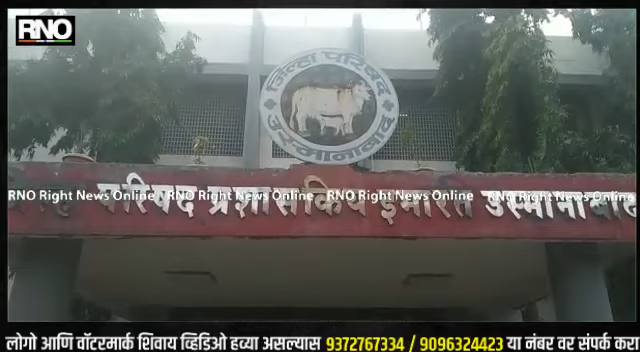 RNO
जिल्हा परिषद
उस्मानाबाद
परिषद प्रशासकिय इमारत उस्मानाबाद
RNO Right News Online RNO Right News Online RNO Right News Online RNO Right News Online
लोगो आणि वॉटरमार्क शिवाय व्हिडिओ हव्या असल्यास 9372767334 / 9096324423 या नंबर वर संपर्क करा